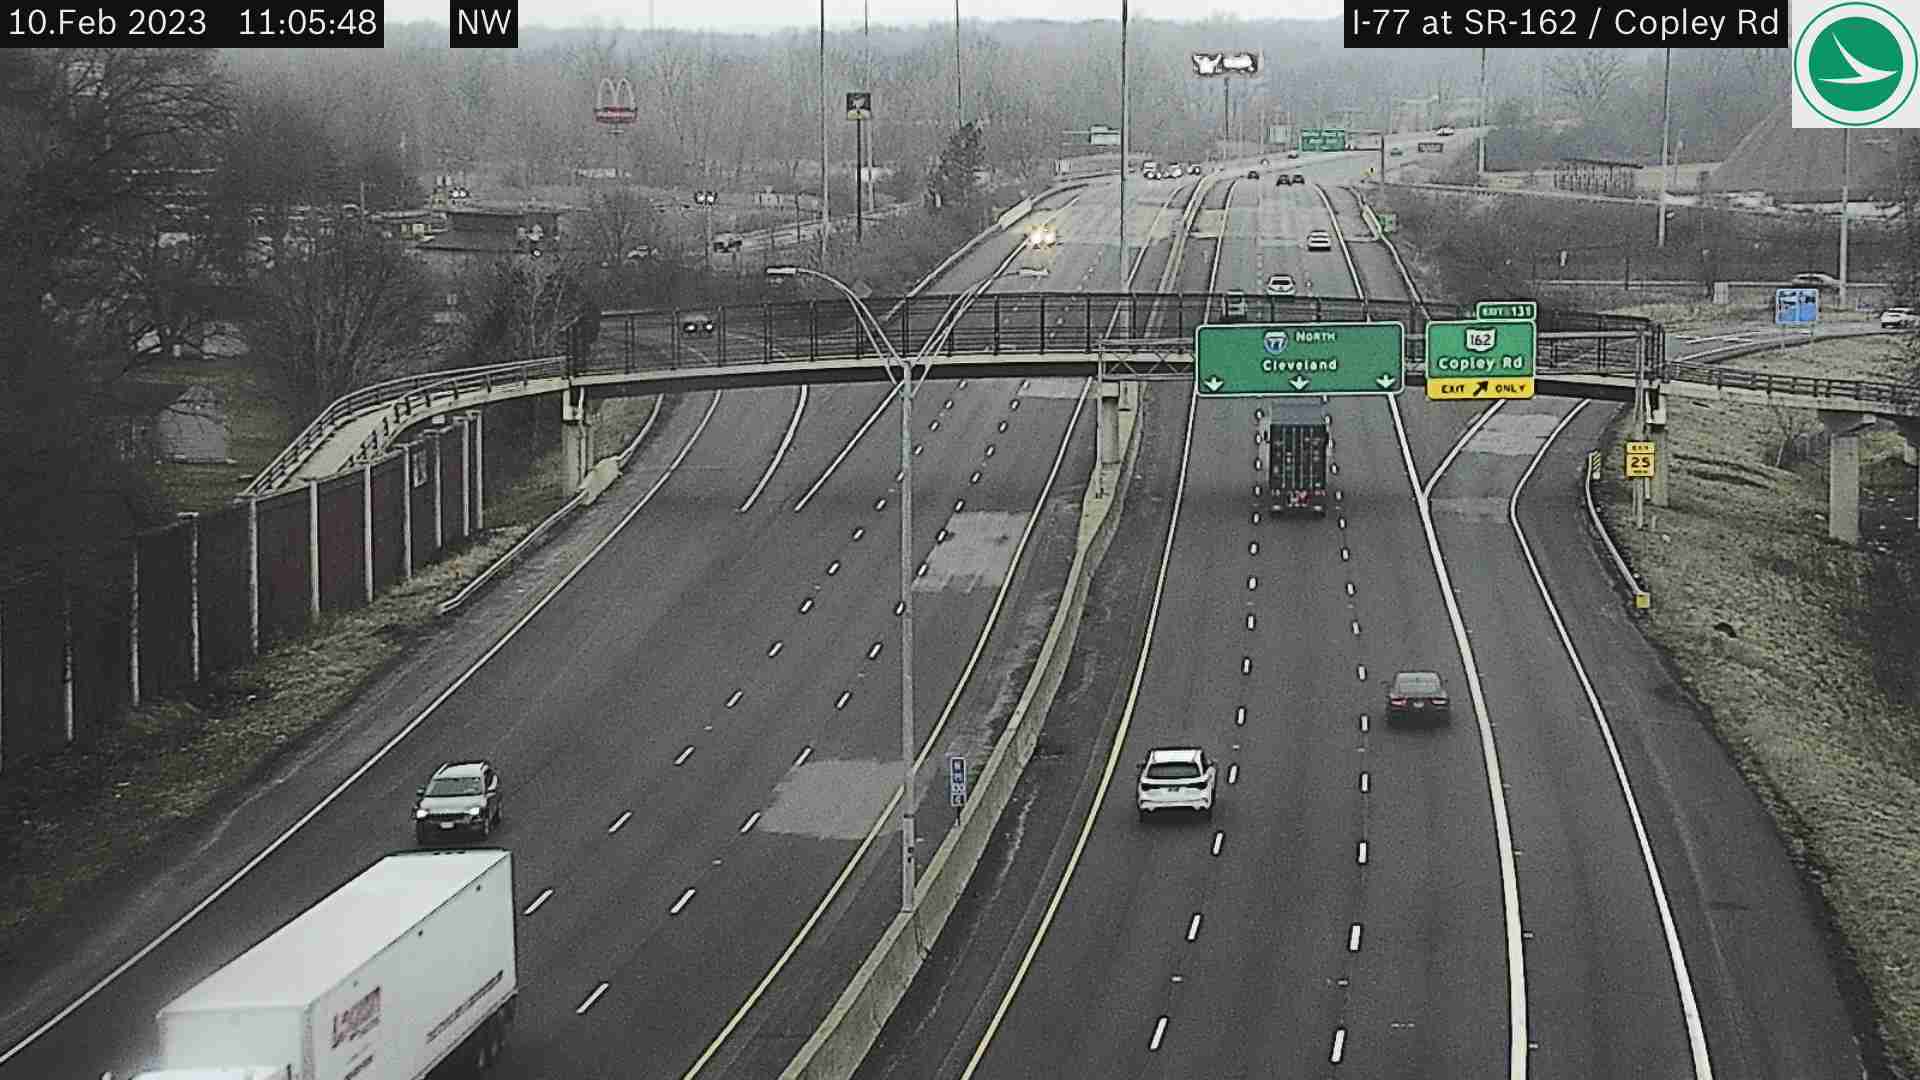 10.Feb 2023 11:05:48
NW
I-77 at SR-162 / Copley Rd
77 NORTH
Cleveland
EXIT 131
162
Copley Rd
EXIT ONLY
EXIT
25